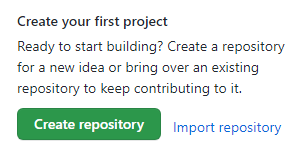 Create your first project
Ready to start building? Create a repository
for a new idea or bring over an existing
repository to keep contributing to it.
Create repository
Import repository